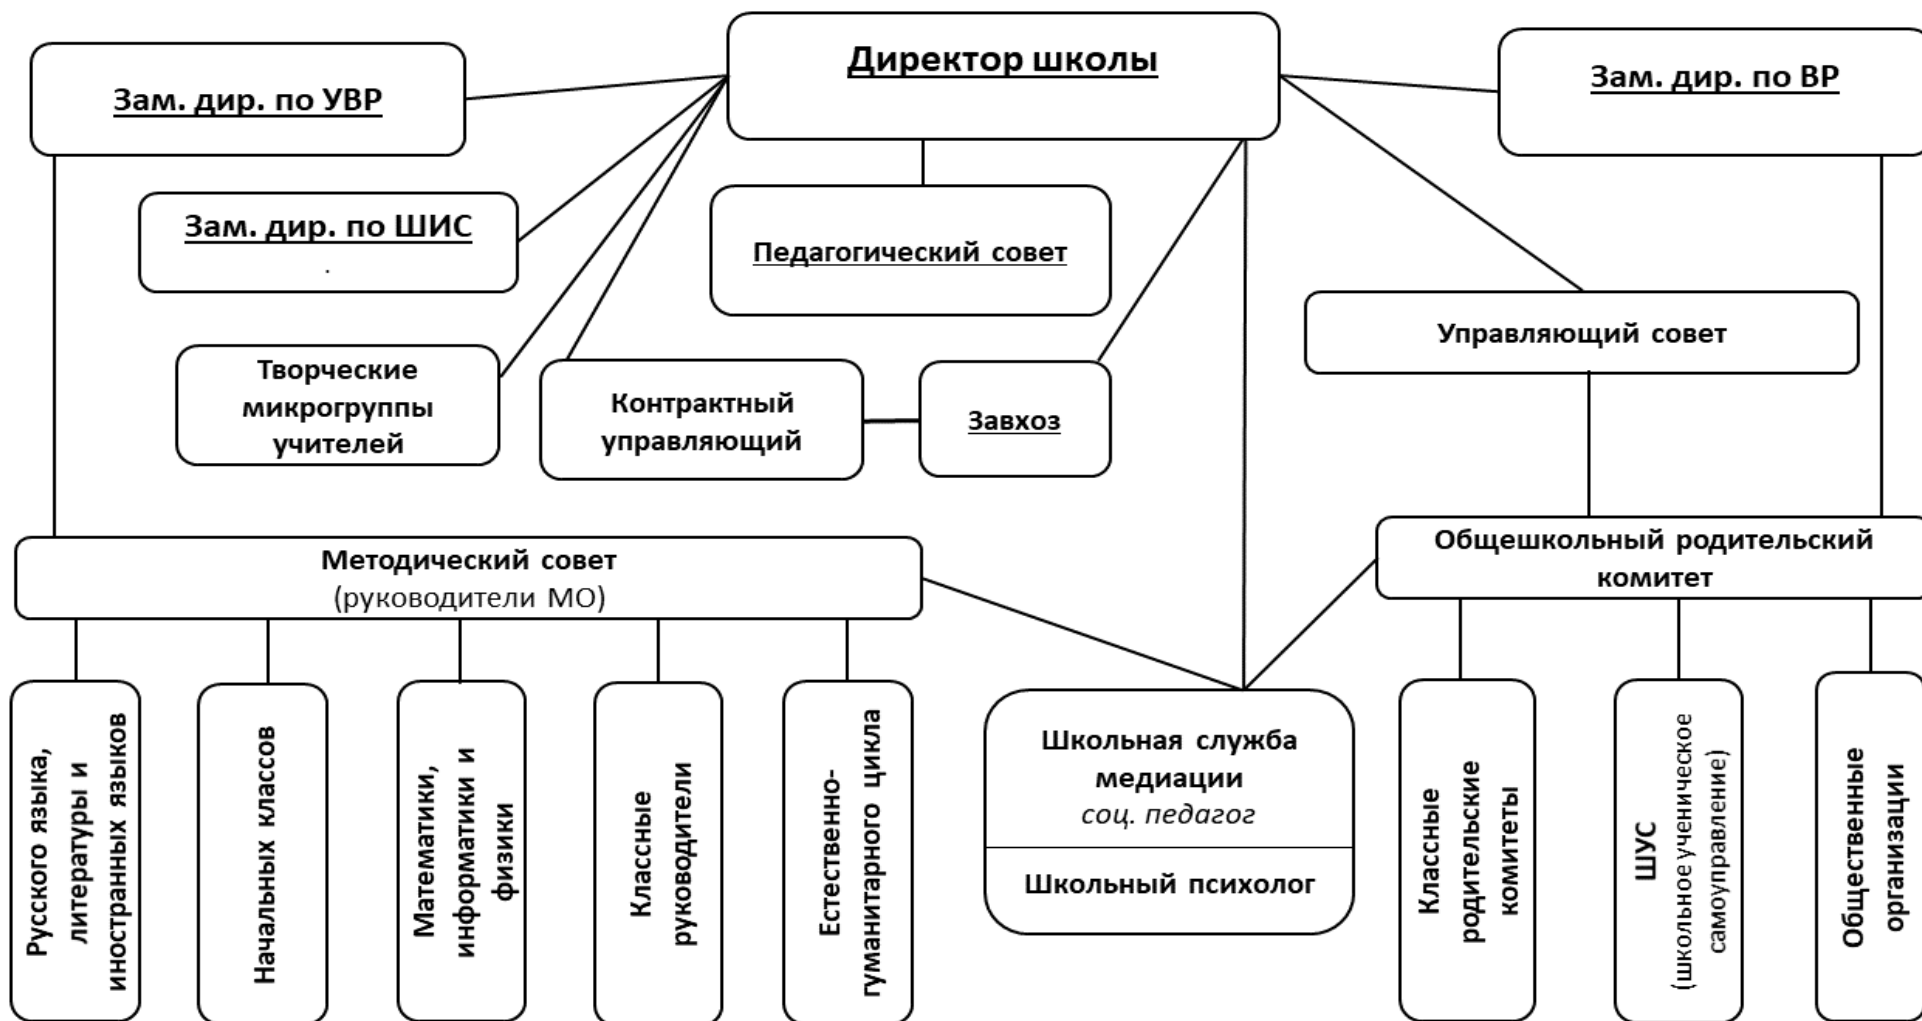 Директор школы
Зам. дир. по УВР
Зам. дир. по ВР
Зам. дир. по ШИС
.
Педагогический совет
Управляющий совет
Творческие
микрогруппы
учителей
Контрактный
управляющий
Завхоз
Методический совет
(руководители МО)
Общешкольный родительский
комитет
Русского языка,
литературы и
иностранных языков
Начальных классов
Математики,
информатики и
физики
Классные
руководители
Естественно-
гуманитарного цикла
Школьная служба
медиации
соц. педагог
Школьный психолог
Классные
родительские
комитеты
ШУС
(школьное ученическое
самоуправление)
Общественные
организации